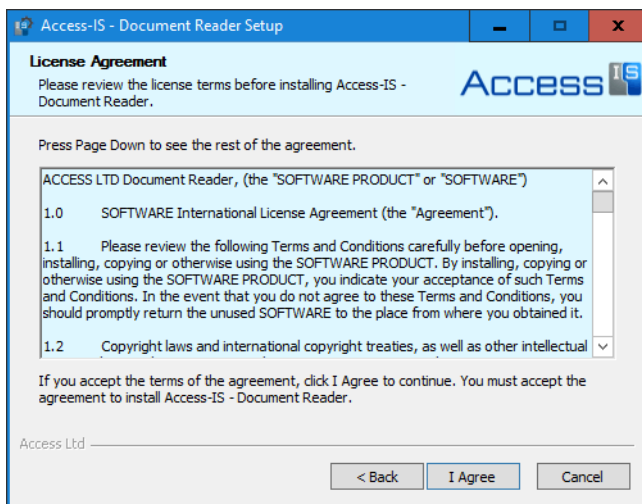 Access-IS - Document Reader Setup
License Agreement
Please review the license terms before installing Access-IS -
Document Reader.
Access IS
Press Page Down to see the rest of the agreement.
ACCESS LTD Document Reader, (the "SOFTWARE PRODUCT" or "SOFTWARE")
1.0 SOFTWARE International License Agreement (the "Agreement").
1.1 Please review the following Terms and Conditions carefully before opening,
installing, copying or otherwise using the SOFTWARE PRODUCT. By installing, copying or
otherwise using the SOFTWARE PRODUCT, you indicate your acceptance of such Terms
and Conditions. In the event that you do not agree to these Terms and Conditions, you
should promptly return the unused SOFTWARE to the place from where you obtained it.
1.2 Copyright laws and international copyright treaties, as well as other intellectual
If you accept the terms of the agreement, click I Agree to continue. You must accept the
agreement to install Access-IS - Document Reader.
Access Ltd
< Back I Agree Cancel